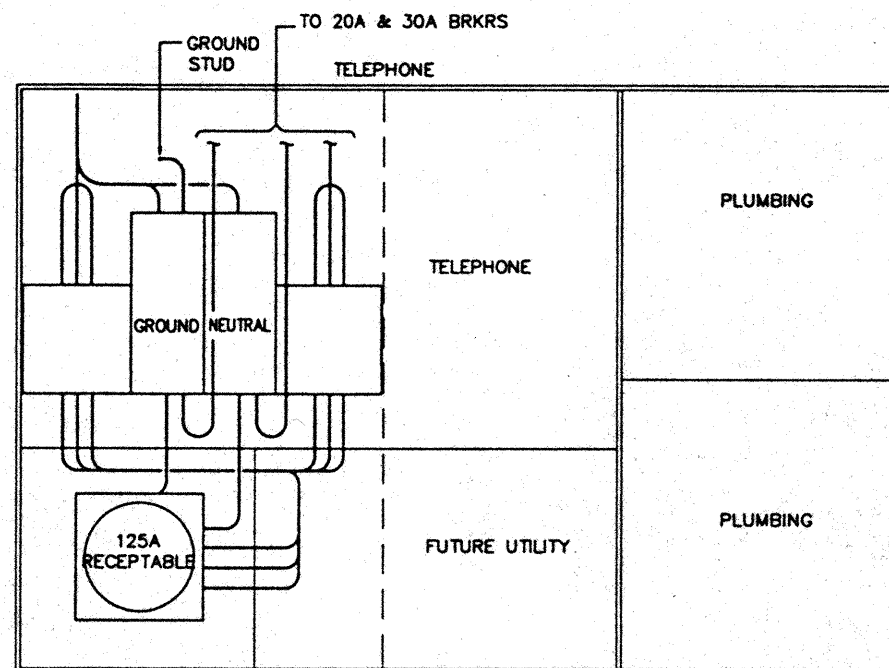 TO 20A & 30A BRKRS
GROUND
STUD
TELEPHONE
PLUMBING
TELEPHONE
GROUND
NEUTRAL
125A
RECEPTABLE
FUTURE UTILITY
PLUMBING